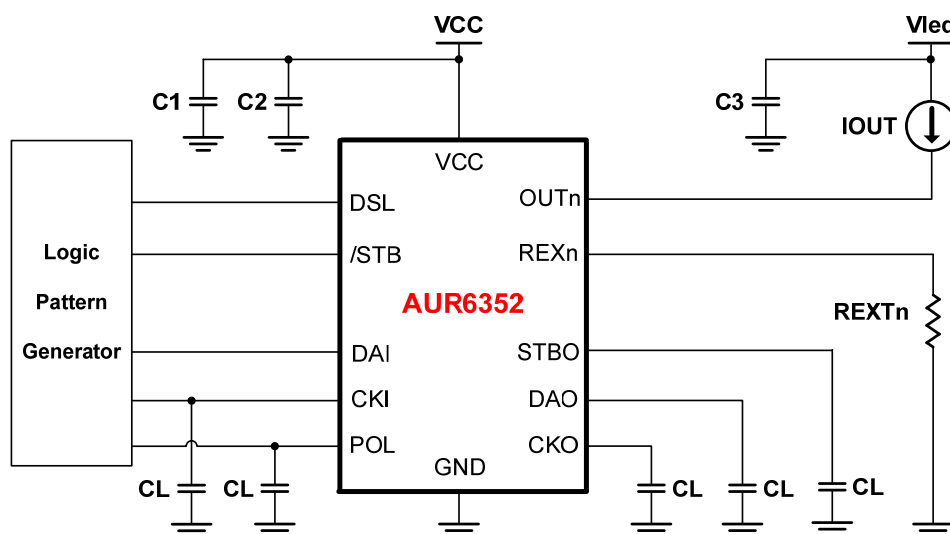 VCC
Vled
C1
C2
C3
IOUT
VCC
DSL
OUTn
/STB
REXn
Logic
Pattern
Generator
AUR6352
REXTn
DAI
STBO
CKI
DAO
POL
CKO
GND
CL
CL
CL
CL
CL